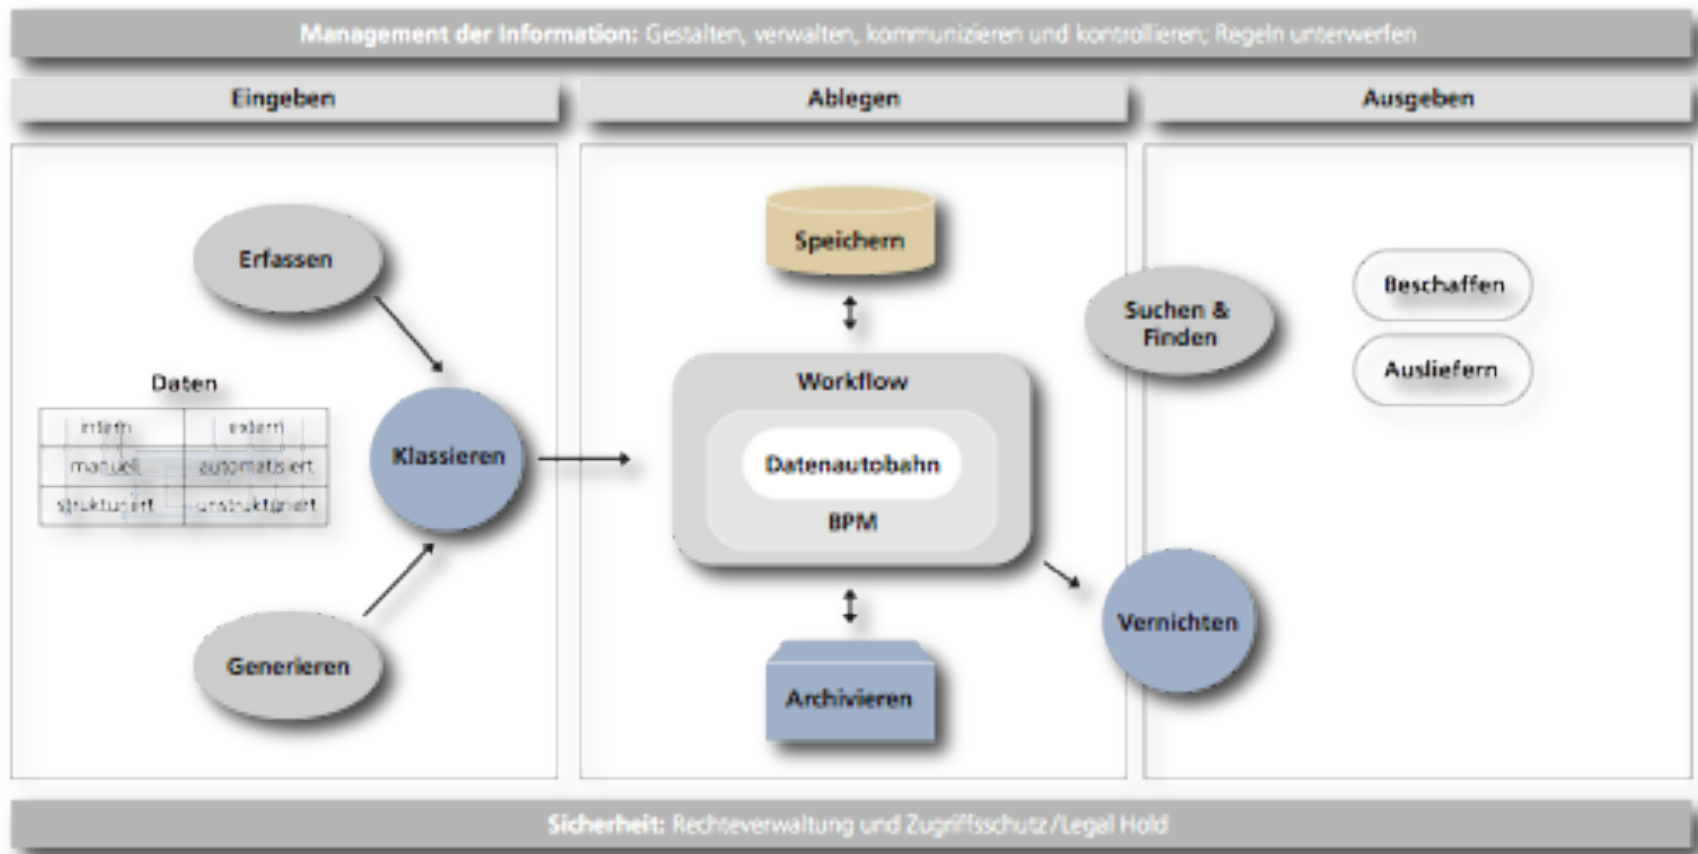 Management der Information: Gestalten, verwalten, kommunizieren und kontrollieren; Regeln unterwerfen
Eingeben
Ablegen
Ausgeben
Erfassen
Daten
intern
extern
manuell
automatisiert
strukturiert
unstrukturiert
Klassieren
Generieren
Speichern
Workflow
Datenautobahn
BPM
Archivieren
Suchen &
Finden
Vernichten
Beschaffen
Ausliefern
Sicherheit: Rechteverwaltung und Zugriffsschutz/Legal Hold